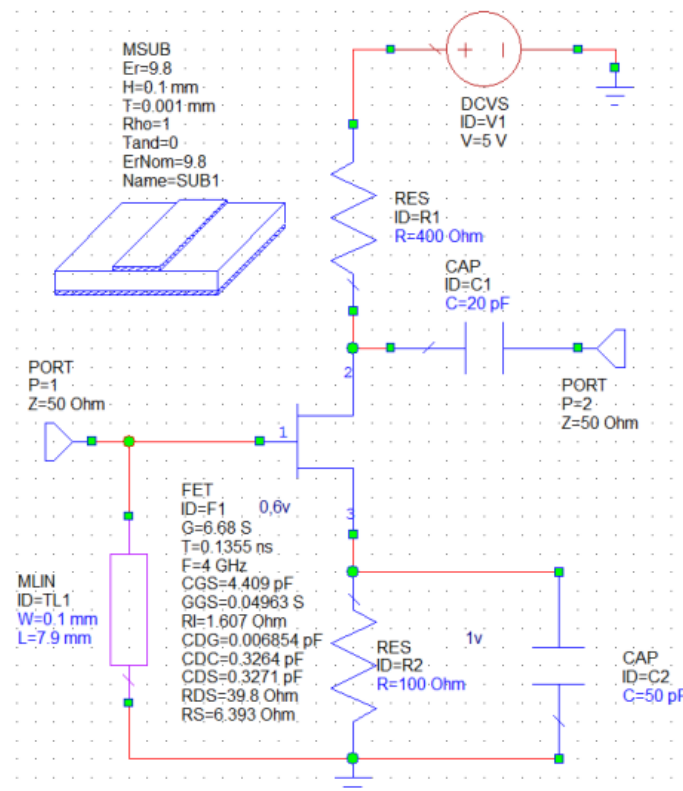 MSUB
Er=9.8
H=0.1 mm
T=0.001 mm
Rho=1
Tand=0
ErNom=9.8
Name=SUB1
DCVS
ID=V1
V=5 V
RES
ID=R1
R=400 Ohm
CAP
ID=C1
C=20 pF
PORT
P=1
Z=50 Ohm
2
PORT
P=2
Z=50 Ohm
1
FET
ID=F1
G=6.68 S
T=0.1355 ns
F=4 GHz
CGS=4.409 pF
GGS=0.04963 S
RI=1.607 Ohm
CDG=0.006854 pF
CDC=0.3264 pF
CDS=0.3271 pF
RDS=39.8 Ohm
RS=6.393 Ohm
0,6v
3
MLIN
ID=TL1
W=0.1 mm
L=7.9 mm
RES
ID=R2
R=100 Ohm
1v
CAP
ID=C2
C=50 pF